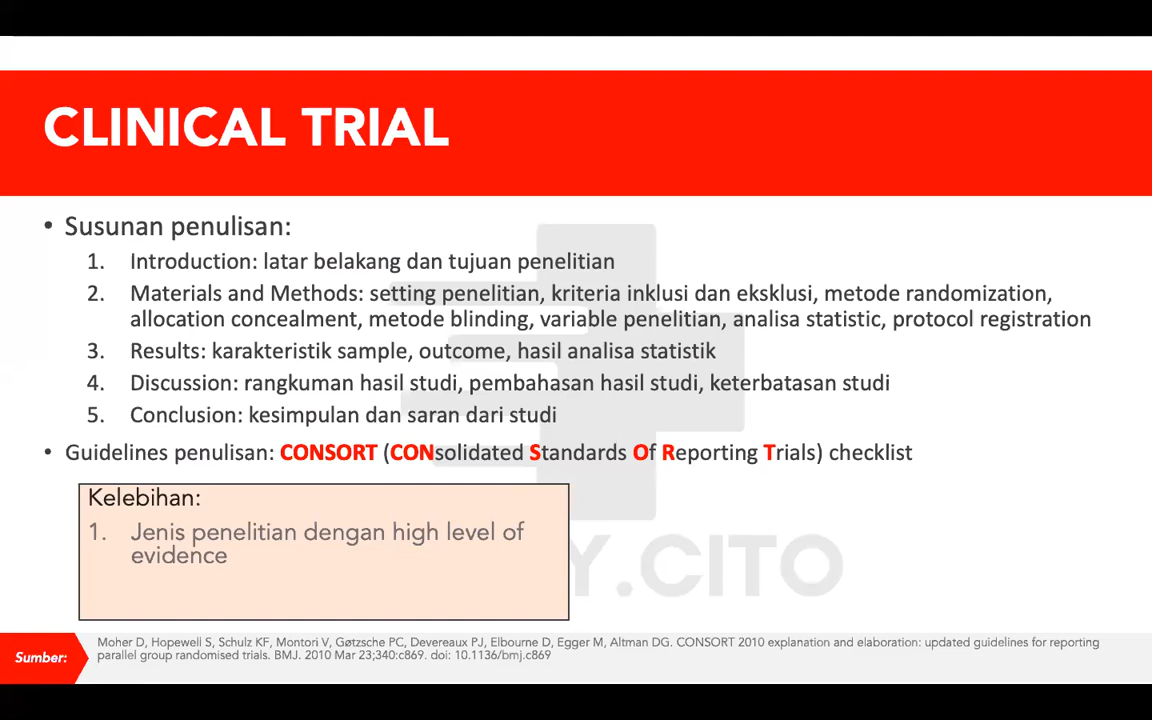 CLINICAL TRIAL
• Susunan penulisan:
1. Introduction: latar belakang dan tujuan penelitian
2. Materials and Methods: setting penelitian, kriteria inklusi dan eksklusi, metode randomization,
allocation concealment, metode blinding, variable penelitian, analisa statistic, protocol registration
3. Results: karakteristik sample, outcome, hasil analisa statistik
4. Discussion: rangkuman hasil studi, pembahasan hasil studi, keterbatasan studi
5. Conclusion: kesimpulan dan saran dari studi
• Guidelines penulisan: CONSORT (CONsolidated Standards Of Reporting Trials) checklist
Kelebihan:
1. Jenis penelitian dengan high level of
evidence
Y.CITO
Sumber:
Moher D, Hopewell S, Schulz KF, Montori V, Gøtzsche PC, Devereaux PJ, Elbourne D, Egger M, Altman DG. CONSORT 2010 explanation and elaboration: updated guidelines for reporting
parallel group randomised trials. BMJ. 2010 Mar 23;340:c869. doi: 10.1136/bmj.c869